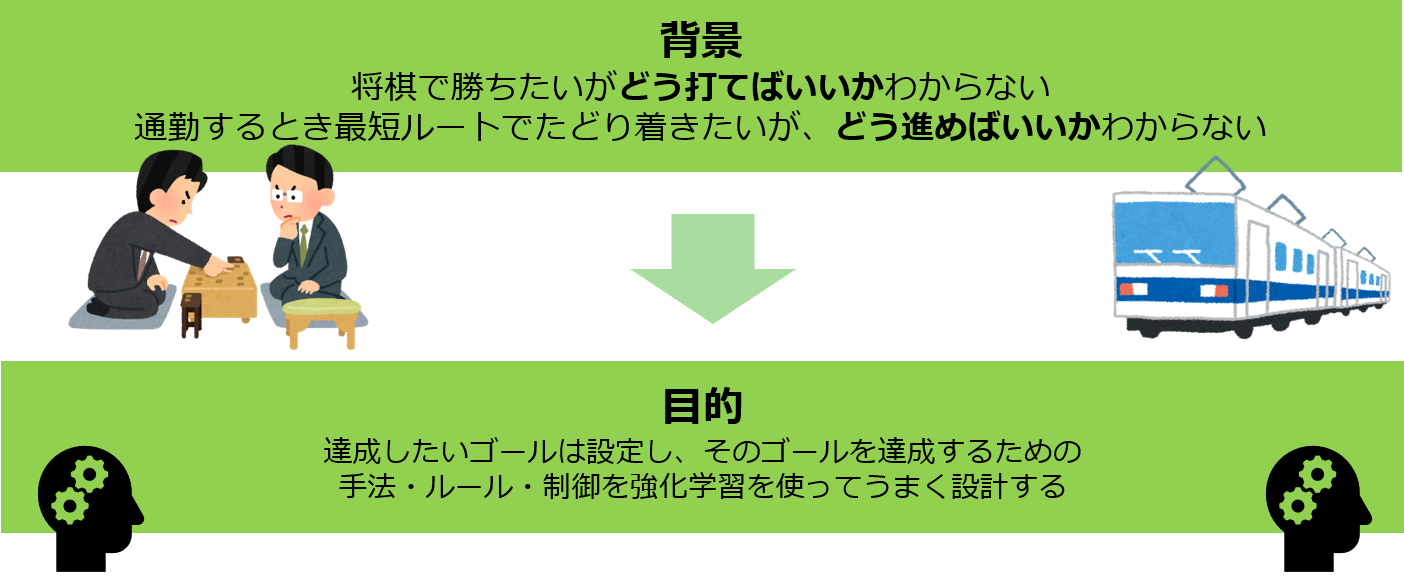 背景
将棋で勝ちたいがどう打てばいいかわからない
通勤するとき最短ルートでたどり着きたいが、どう進めばいいかわからない
目的
達成したいゴールは設定し、そのゴールを達成するための
手法・ルール・制御を強化学習を使ってうまく設計する